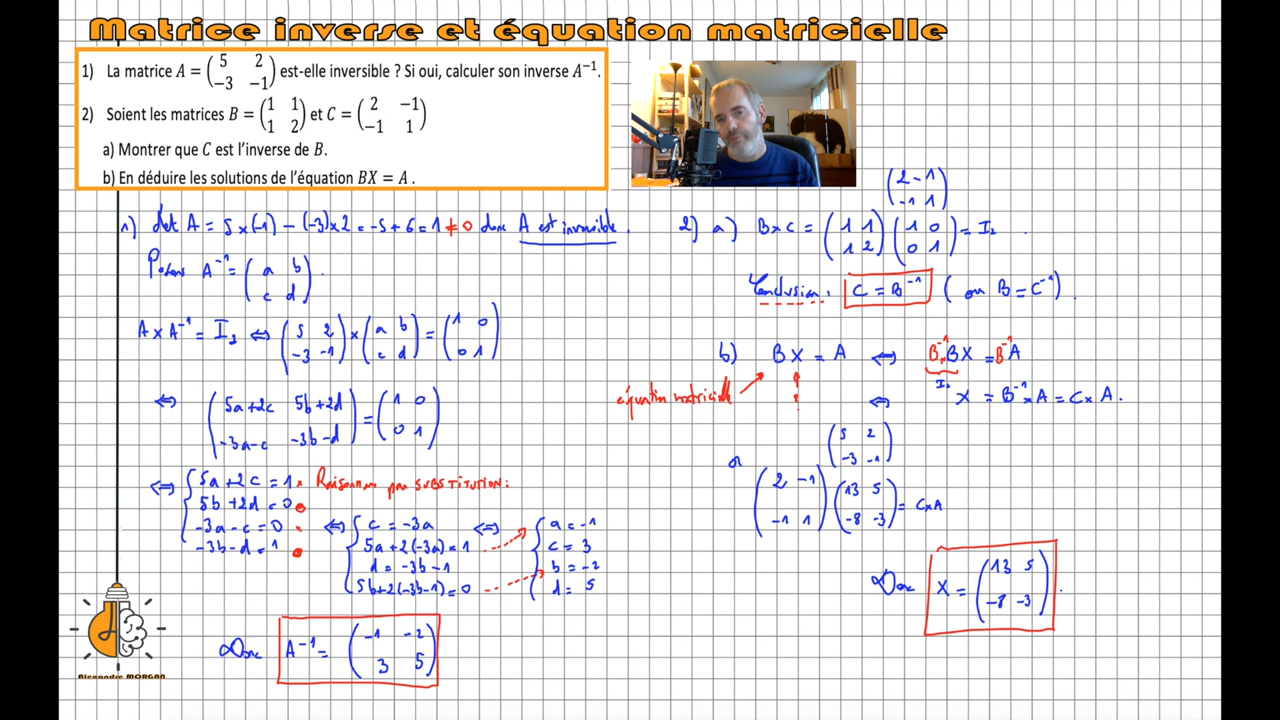 Matrice inverse et équation matricielle
1) La matrice A = ( 5 2 -3 -1 ) est-elle inversible ? Si oui, calculer son inverse A⁻¹.
2) Soient les matrices B = ( 1 1 1 2 ) et C = ( 2 −1 −1 1 )
a) Montrer que C est l'inverse de B.
b) En déduire les solutions de l'équation BX = A .
1) det A = 5 x (-1) - (-3) x 2 = -5 + 6 = 1 ≠ 0 donc A est inversible .
Posons A⁻¹ = ( a b c d ) .
A x A⁻¹ = I₂ ⇔ ( 5 2 -3 -1 ) x ( a b c d ) = ( 1 0 0 1 )
⇔ ( 5a+2c 5b+2d -3a-c -3b-d ) = ( 1 0 0 1 )
⇔ { 5a + 2c = 1 Raisonnons par SUBSTITUTION :
5b + 2d = 0
-3a - c = 0
-3b - d = 1
⇔ { c = -3a
5a + 2(-3a) = 1
d = -3b - 1
5b + 2(-3b-1) = 0
⇔ { a = -1
c = 3
b = -2
d = 5
Donc A⁻¹ = ( -1 -2 3 5 )
Alexandre MORGAN
2) a) B x C = ( 1 1 1 2 ) ( 2 -1 -1 1 ) ( 1 0 0 1 ) = I₂ .
Conclusion : C = B⁻¹ ( ou B = C⁻¹ ) .
b) BX = A ⇔ B⁻¹ x BX = B⁻¹ A
équation matricielle ?
I₂
⇔ X = B⁻¹ x A = C x A .
or ( 2 -1 -1 1 ) ( 5 2 -3 -1 ) ( 13 5 -8 -3 ) = C x A
Donc X = ( 13 5 -8 -3 ) .